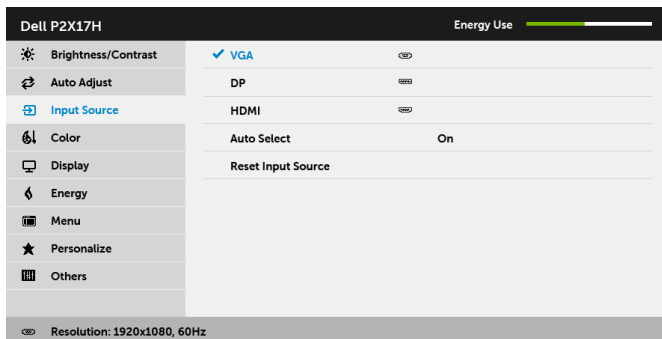 Dell P2X17H Energy Use
Brightness/Contrast VGA
Auto Adjust DP
Input Source HDMI
Color Auto Select On
Display Reset Input Source
Energy
Menu
Personalize
Others
Resolution: 1920x1080, 60Hz